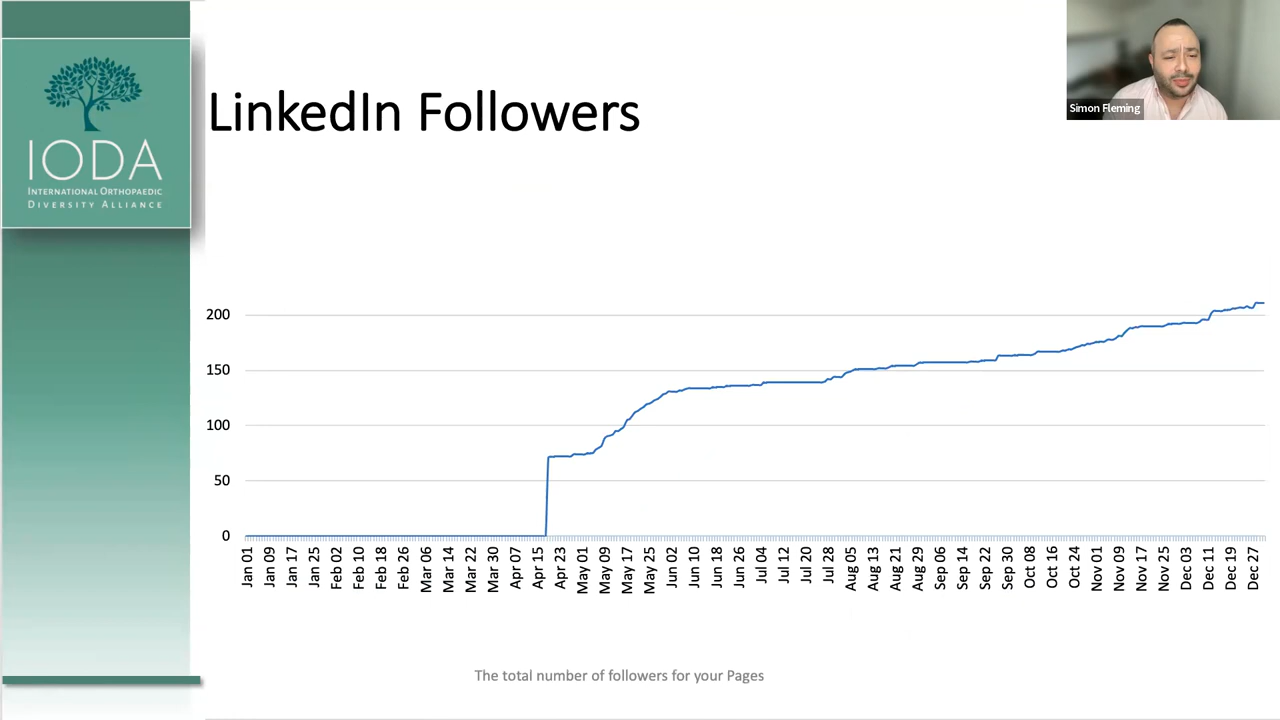 IODA
INTERNATIONAL ORTHOPAEDIC
DIVERSITY ALLIANCE
LinkedIn Followers
Simon Fleming
200
150
100
50
0
Jan 01
Jan 09
Jan 17
Jan 25
Feb 02
Feb 10
Feb 18
Feb 26
Mar 06
Mar 14
Mar 22
Mar 30
Apr 07
Apr 15
Apr 23
May 01
May 09
May 17
May 25
Jun 02
Jun 10
Jun 18
Jun 26
Jul 04
Jul 12
Jul 20
Jul 28
Aug 05
Aug 13
Aug 21
Aug 29
Sep 06
Sep 14
Sep 22
Sep 30
Oct 08
Oct 16
Oct 24
Nov 01
Nov 09
Nov 17
Nov 25
Dec 03
Dec 11
Dec 19
Dec 27
The total number of followers for your Pages